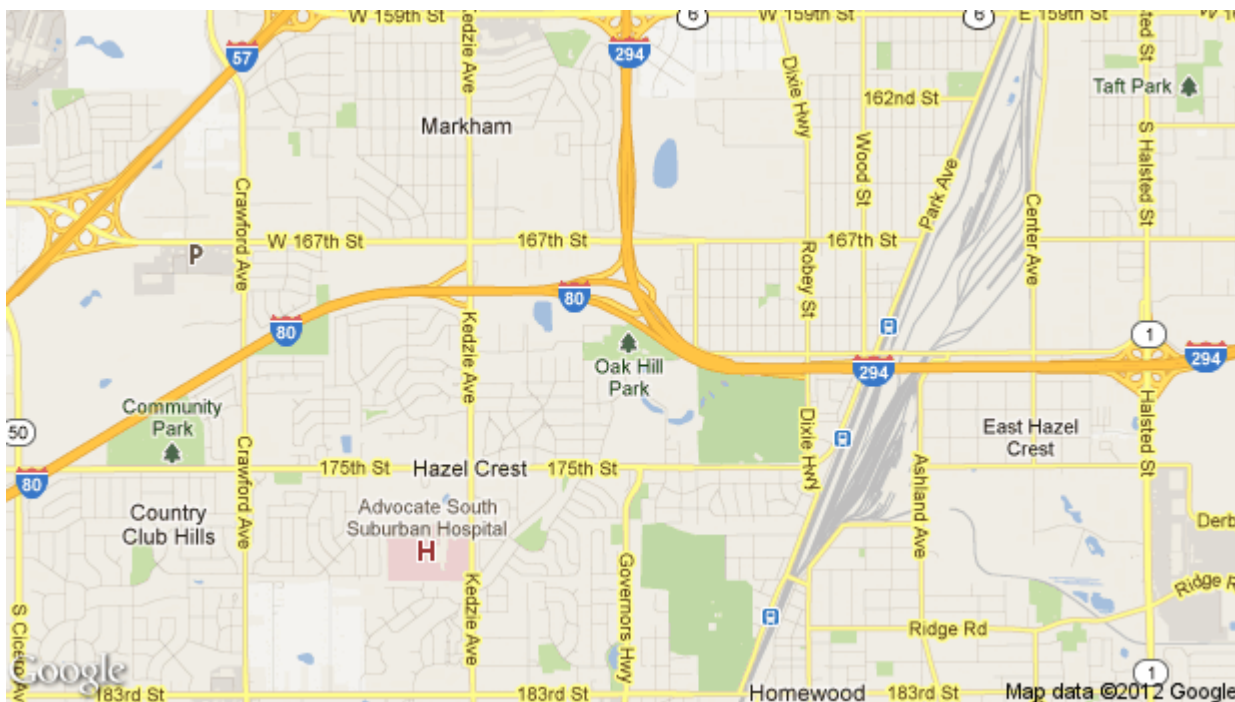 W 159th St
6
W 159th St
6
E 159th St
57
Kedzie Ave
294
Dixie Hwy
162nd St
Taft Park
Markham
S Halsted St
Wood St
Park Ave
Crawford Ave
Center Ave
W 167th St
167th St
167th St
P
Robey St
80
80
Kedzie Ave
1
294
294
Oak Hill
Park
Community
Park
50
Halsted St
East Hazel
Crest
Dixie Hwy
175th St
Hazel Crest
175th St
80
Crawford Ave
Ashland Ave
Advocate South
Suburban Hospital
H
Country
Club Hills
Derb
Governors Hwy
Kedzie Ave
Ridge R
S Cicero Av
Ridge Rd
Google
1
183rd St
183rd St
Homewood
183rd St
Map data ©2012 Google